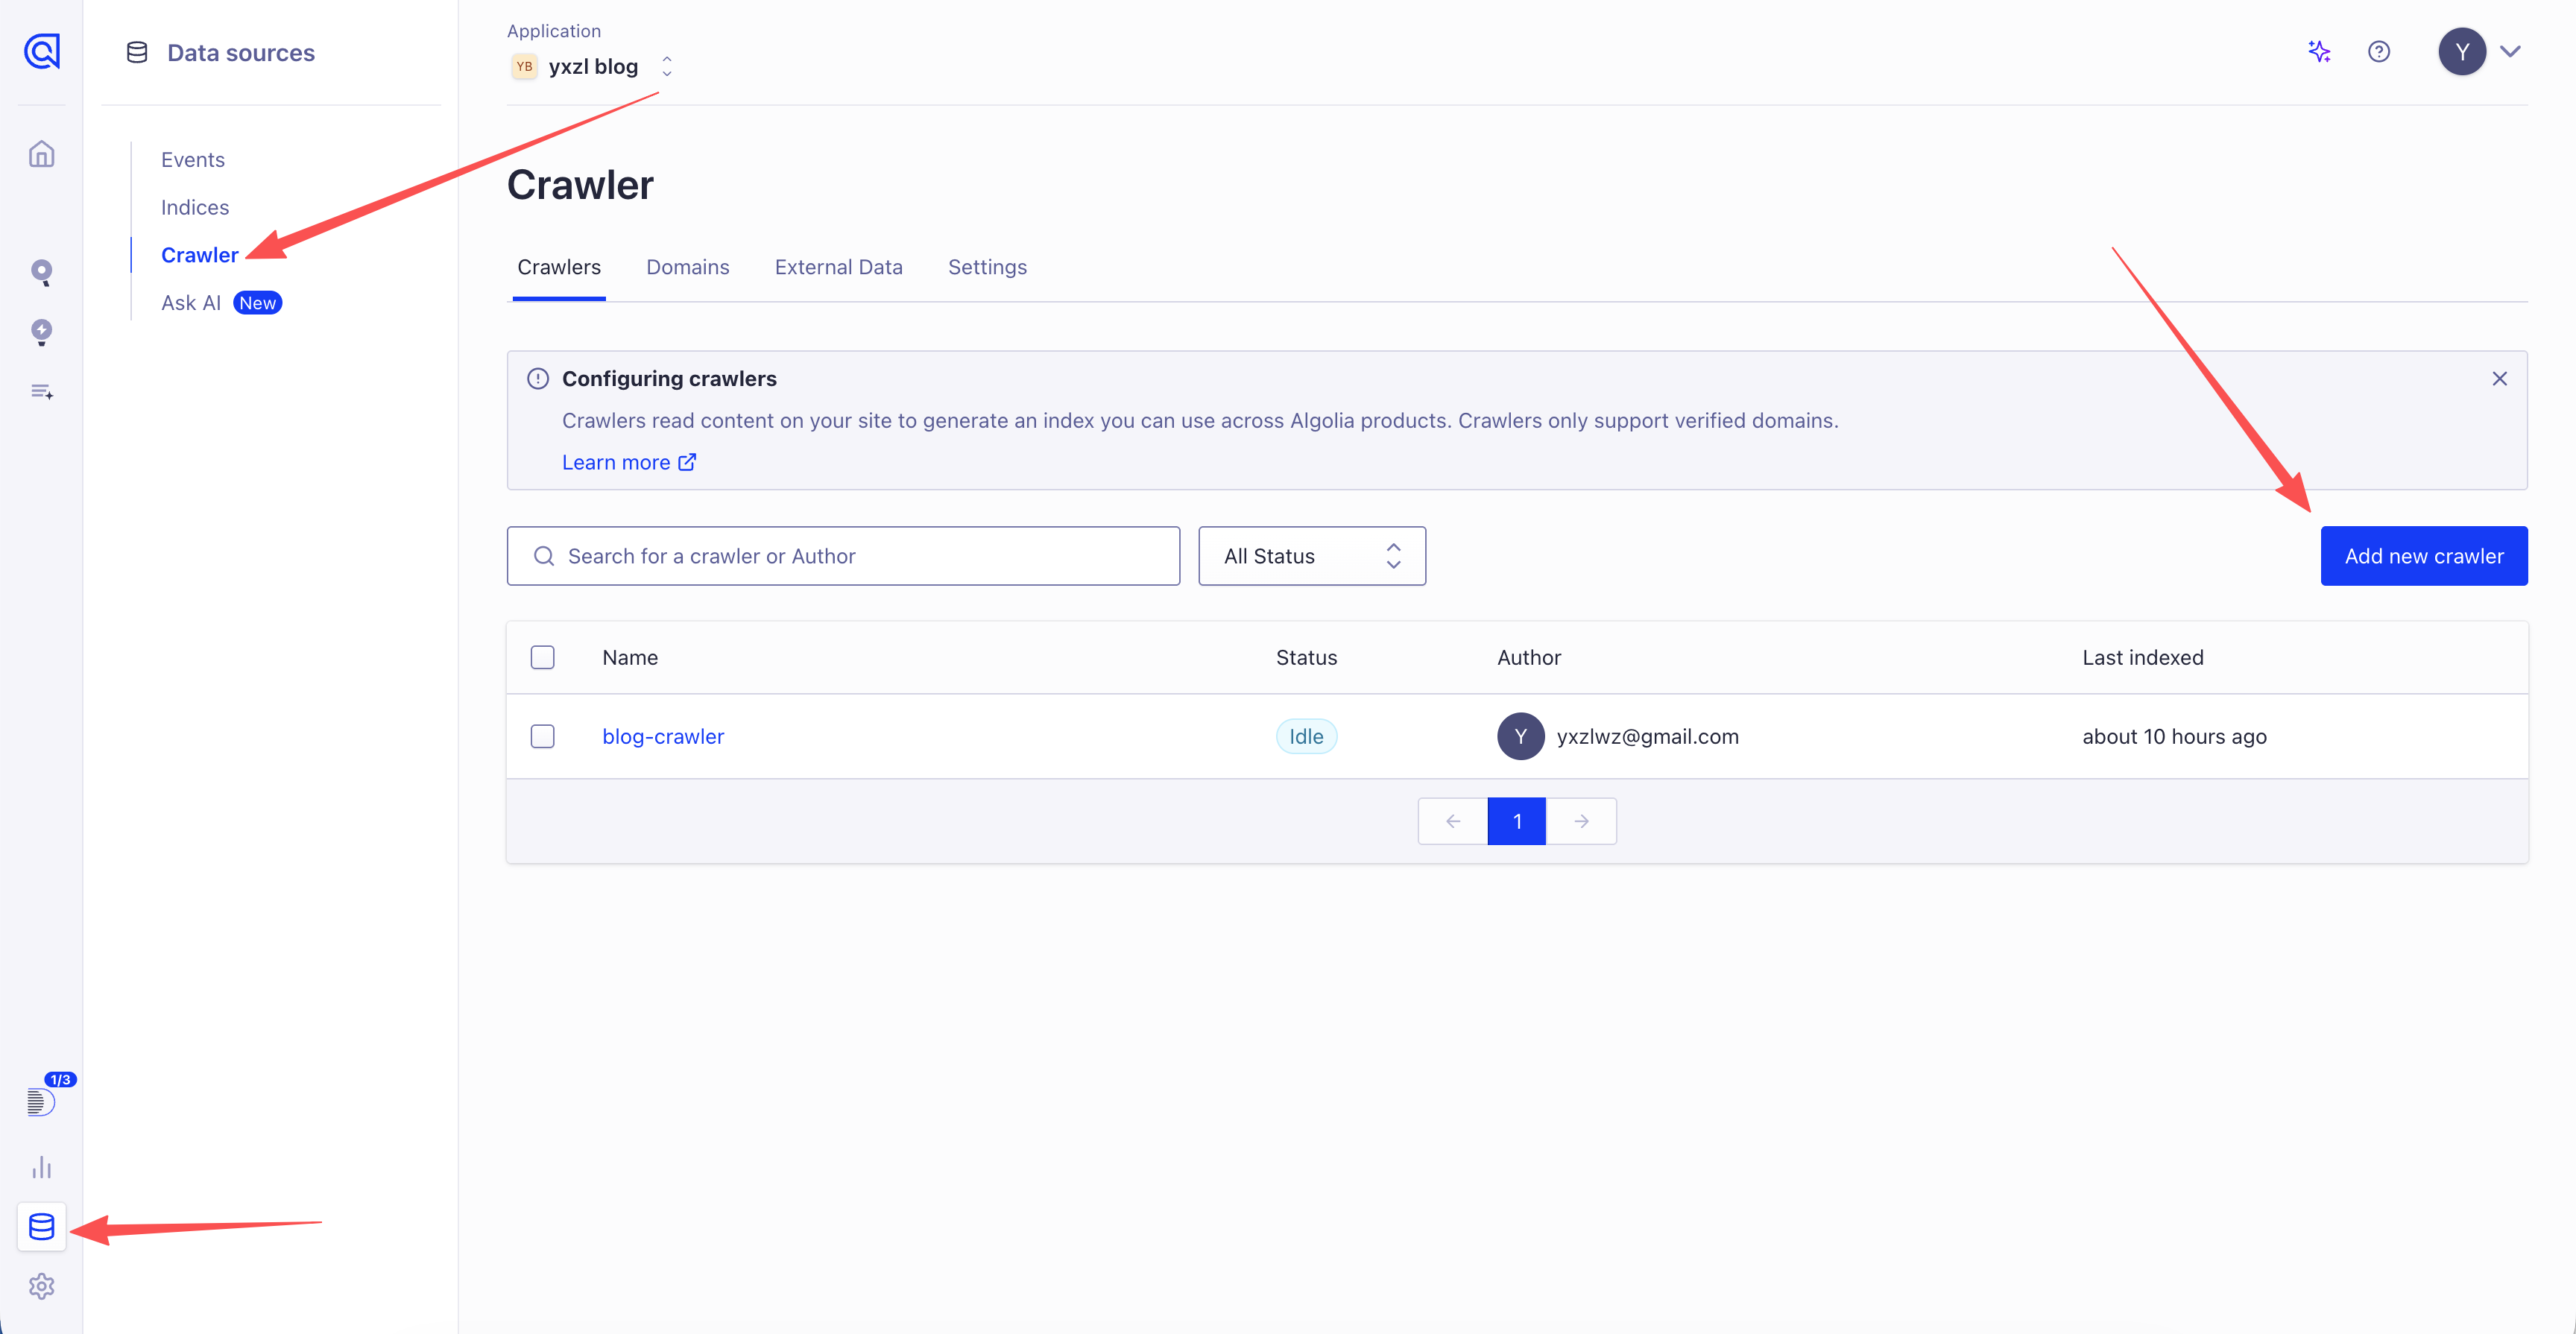 Data sources
Events
Indices
Crawler
Ask AI New
1/3
Application
YB yxzl blog
Y
Crawler
Crawlers Domains External Data Settings
Configuring crawlers
Crawlers read content on your site to generate an index you can use across Algolia products. Crawlers only support verified domains.
Learn more
Search for a crawler or Author
All Status
Add new crawler
Name Status Author Last indexed
blog-crawler Idle Y yxzlwz@gmail.com about 10 hours ago
1